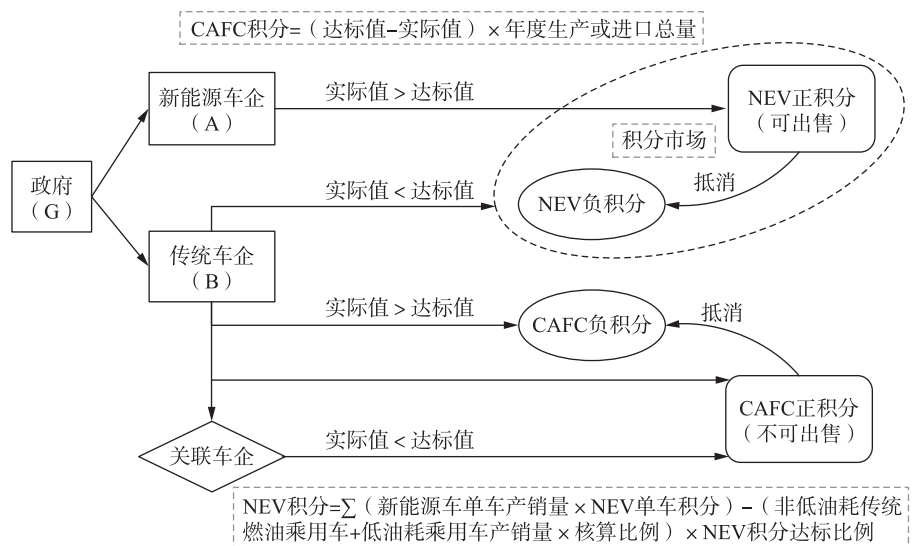 CAFC积分=（达标值-实际值）×年度生产或进口总量
新能源车企
（A）
实际值＞达标值
NEV正积分
（可出售）
积分市场
政府
（G）
实际值＜达标值
抵消
NEV负积分
传统车企
（B）
实际值＞达标值
抵消
CAFC负积分
CAFC正积分
（不可出售）
关联车企
实际值＜达标值
NEV积分=∑（新能源车单车产销量×NEV单车积分）-（非低油耗传统
燃油乘用车+低油耗乘用车产销量×核算比例）×NEV积分达标比例